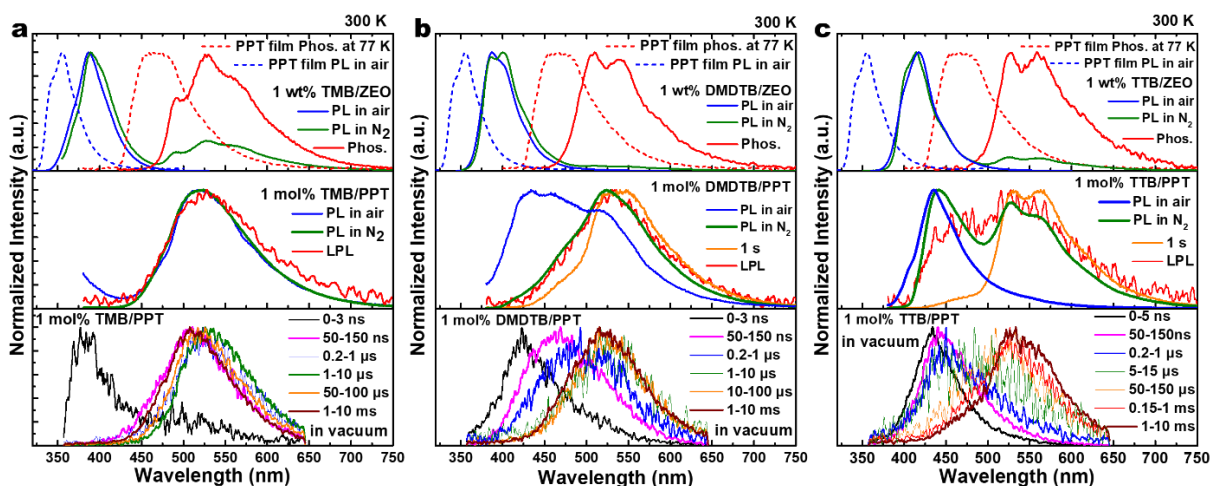 a
300 K
PPT film Phos. at 77 K
PPT film PL in air
1 wt% TMB/ZEO
PL in air
PL in N2
Phos.
1 mol% TMB/PPT
PL in air
PL in N2
LPL
1 mol% TMB/PPT
0-3 ns
50-150 ns
0.2-1 µs
1-10 µs
50-100 µs
1-10 ms
in vacuum
Normalized Intensity (a.u.)
350 400 450 500 550 600 650 700 750
Wavelength (nm)
b
300 K
PPT film phos. at 77 K
PPT film PL in air
1 wt% DMDTB/ZEO
PL in air
PL in N2
Phos.
1 mol% DMDTB/PPT
PL in air
PL in N2
1 s
LPL
1 mol% DMDTB/PPT
0-3 ns
50-150 ns
0.2-1 µs
1-10 µs
10-100 µs
1-10 ms
in vacuum
Normalized Intensity (a.u.)
350 400 450 500 550 600 650 700 750
Wavelength (nm)
c
300 K
PPT film Phos. at 77 K
PPT film PL in air
1 wt% TTB/ZEO
PL in air
PL in N2
Phos.
1 mol% TTB/PPT
PL in air
PL in N2
1 s
LPL
1 mol% TTB/PPT
in vacuum
0-5 ns
50-150ns
0.2-1 µs
5-15 µs
50-150 µs
0.15-1 ms
1-10 ms
Normalized Intensity (a.u.)
350 400 450 500 550 600 650 700 750
Wavelength (nm)